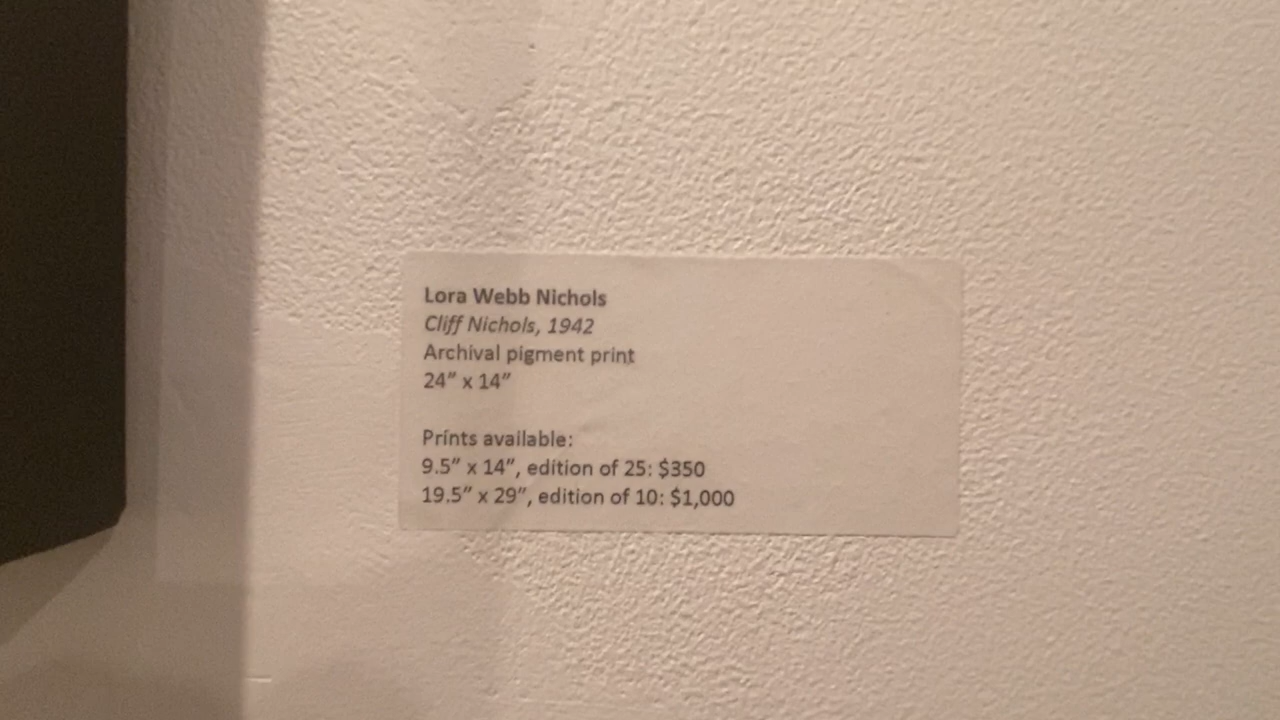 Lora Webb Nichols
Cliff Nichols, 1942
Archival pigment print
24” x 14”
Prints available:
9.5” x 14”, edition of 25: $350
19.5” x 29”, edition of 10: $1,000